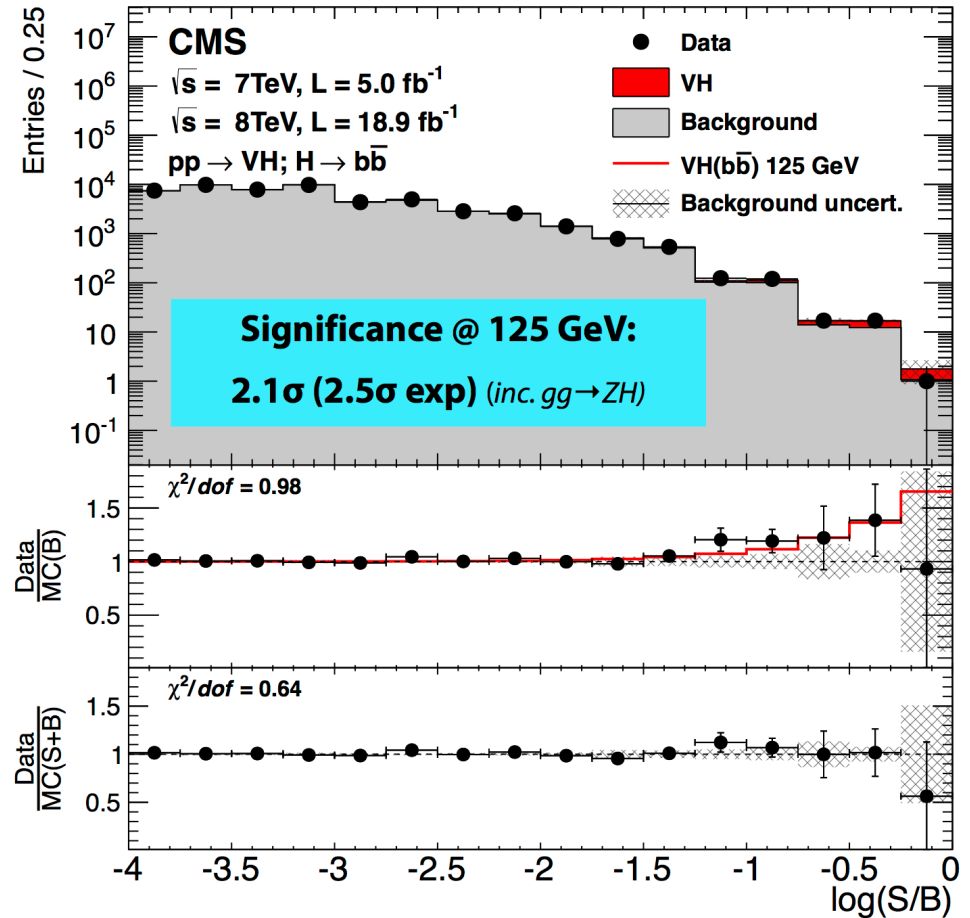 CMS
√s = 7TeV, L = 5.0 fb⁻¹
√s = 8TeV, L = 18.9 fb⁻¹
pp → VH; H → bb̅
Data
VH
Background
VH(bb̅) 125 GeV
Background uncert.
Entries / 0.25
10⁷
10⁶
10⁵
10⁴
10³
10²
10
1
10⁻¹
Significance @ 125 GeV:
2.1σ (2.5σ exp) (inc. gg→ZH)
χ²/dof = 0.98
Data
MC(B)
1.5
1
0.5
χ²/dof = 0.64
Data
MC(S+B)
1.5
1
0.5
-4 -3.5 -3 -2.5 -2 -1.5 -1 -0.5 0
log(S/B)